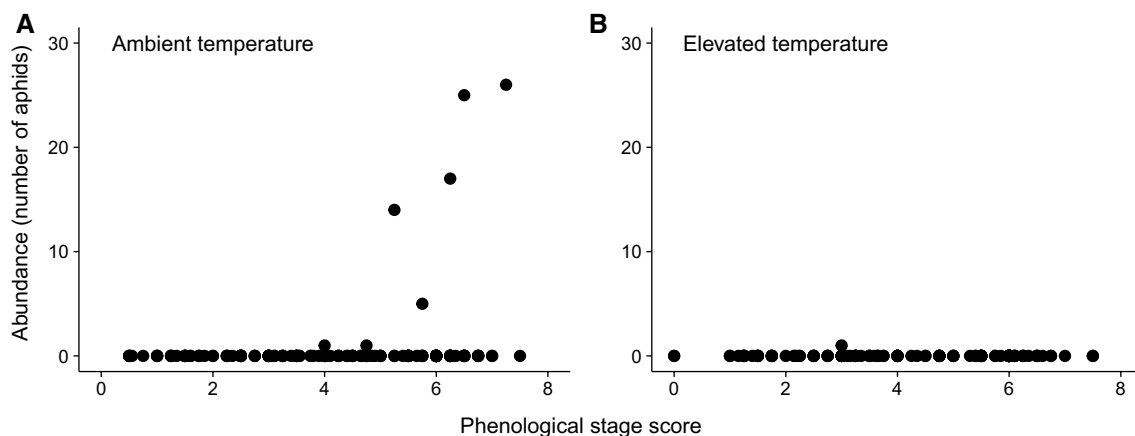 A
B
Ambient temperature
Elevated temperature
Abundance (number of aphids)
30
20
10
0
0 2 4 6 8
30
20
10
0
0 2 4 6 8
Phenological stage score